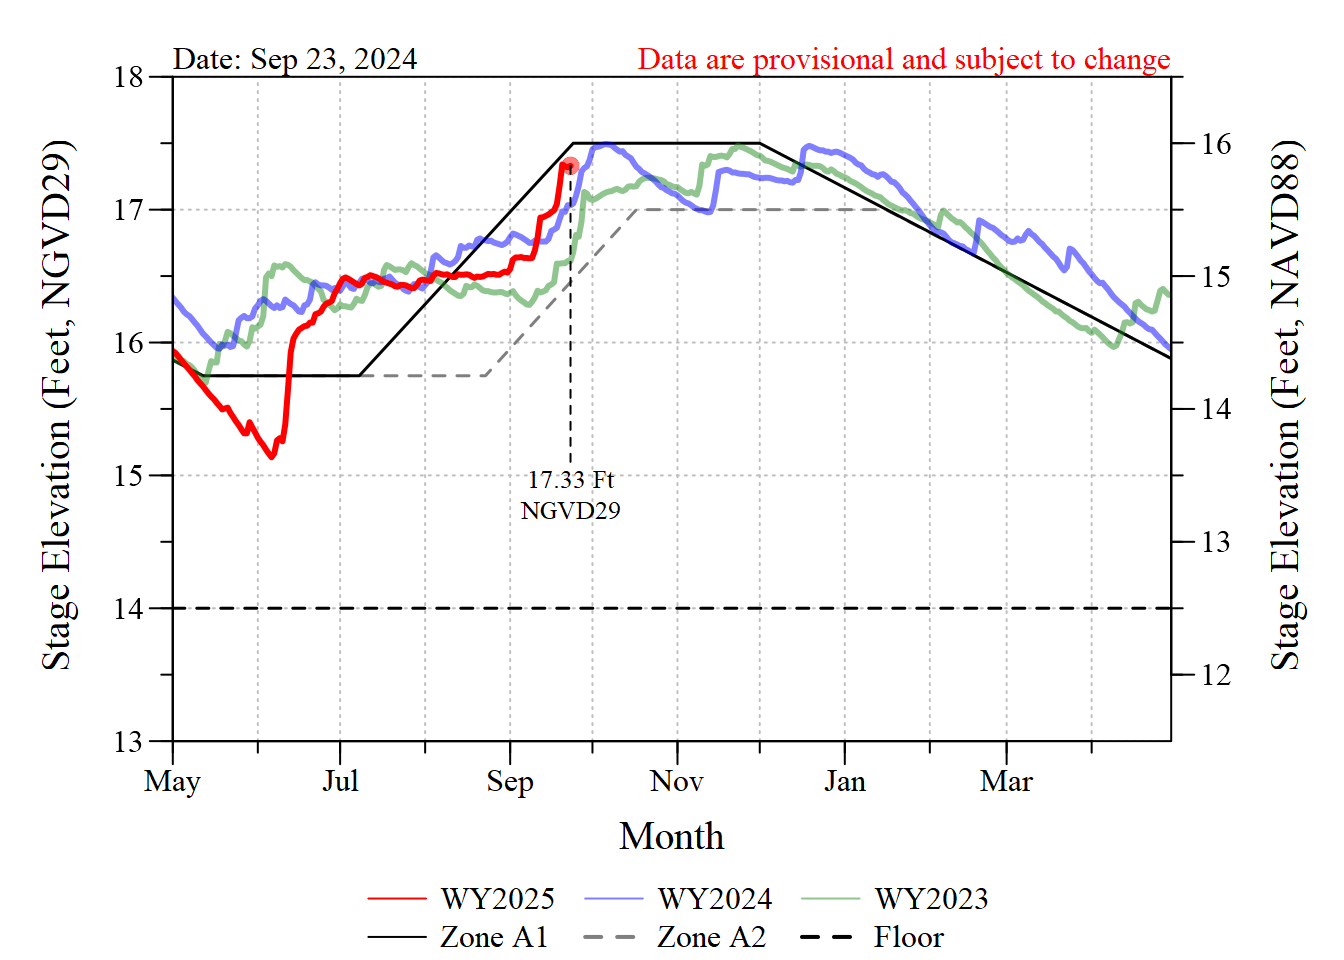 Date: Sep 23, 2024
Data are provisional and subject to change
Stage Elevation (Feet, NGVD29)
18
17
16
15
14
13
Stage Elevation (Feet, NAVD88)
16
15
14
13
12
17.33 Ft
NGVD29
May Jul Sep Nov Jan Mar
Month
WY2025 WY2024 WY2023
Zone A1 Zone A2 Floor